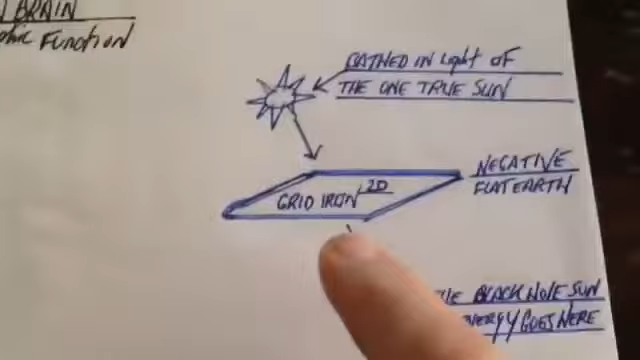 BRAIN
FUNCTION
BATHED IN Light OF
THE ONE TRUE SUN
GRID IRON 2D
NEGATIVE
FLAT EARTH
BLACK HOLE SUN
GOES HERE